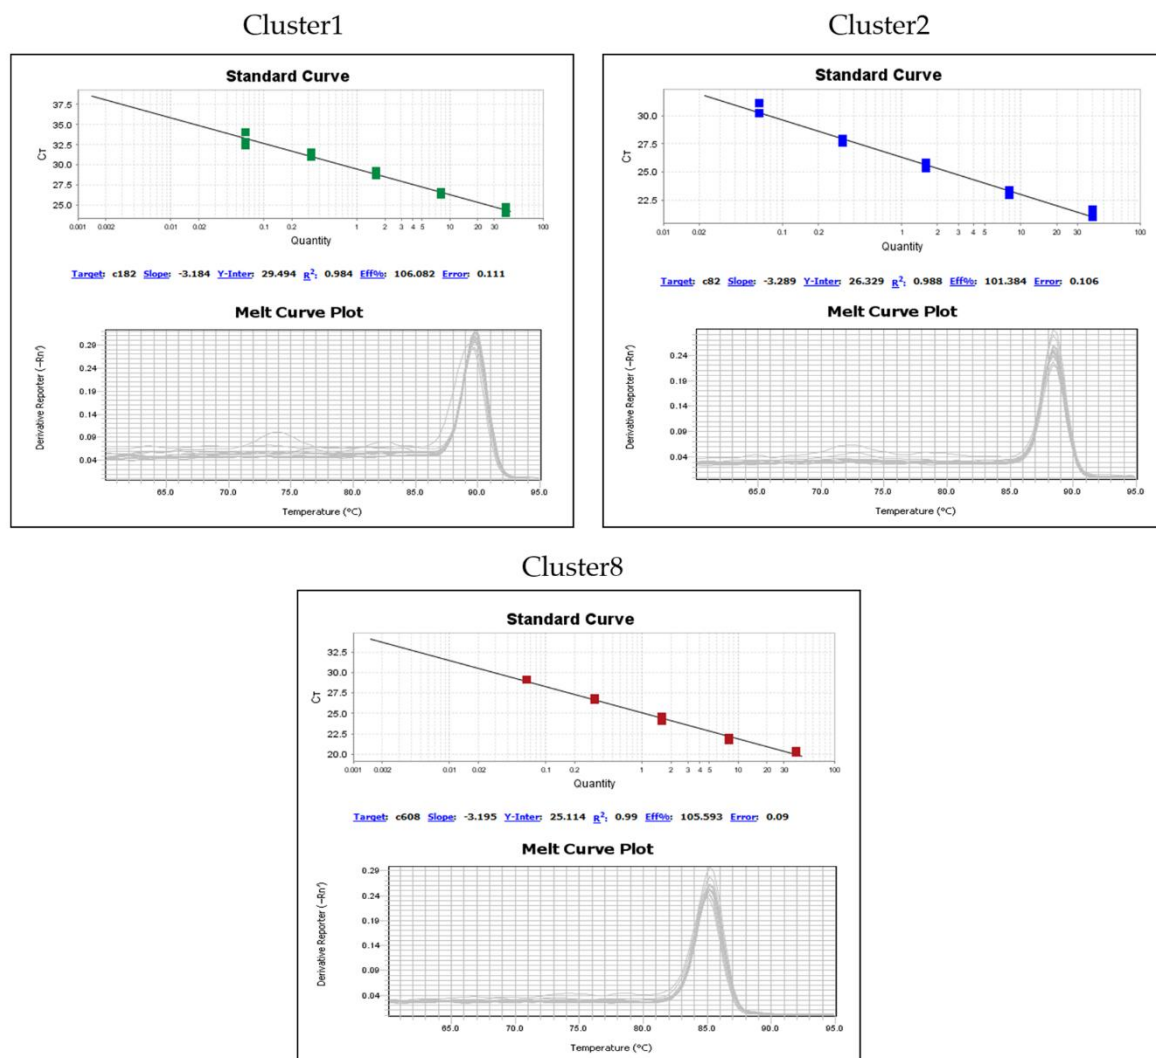 Cluster1
Standard Curve
CT
37.5
35.0
32.5
30.0
27.5
25.0
0.001 0.002 0.01 0.02 0.1 0.2 1 2 3 4 5 10 20 30 100
Quantity
Target: c182 Slope: -3.184 Y-Inter: 29.494 R²: 0.984 Eff%: 106.082 Error: 0.111
Melt Curve Plot
Derivative Reporter (-Rn')
0.29
0.24
0.19
0.14
0.09
0.04
65.0 70.0 75.0 80.0 85.0 90.0 95.0
Temperature (°C)
Cluster2
Standard Curve
CT
30.0
27.5
25.0
22.5
0.01 0.02 0.1 0.2 1 2 3 4 5 10 20 30 100
Quantity
Target: c82 Slope: -3.289 Y-Inter: 26.329 R²: 0.988 Eff%: 101.384 Error: 0.106
Melt Curve Plot
Derivative Reporter (-Rn')
0.24
0.19
0.14
0.09
0.04
65.0 70.0 75.0 80.0 85.0 90.0 95.0
Temperature (°C)
Cluster8
Standard Curve
CT
32.5
30.0
27.5
25.0
22.5
20.0
0.001 0.002 0.01 0.02 0.1 0.2 1 2 3 4 5 10 20 30 100
Quantity
Target: c608 Slope: -3.195 Y-Inter: 25.114 R²: 0.99 Eff%: 105.593 Error: 0.09
Melt Curve Plot
Derivative Reporter (-Rn')
0.29
0.24
0.19
0.14
0.09
0.04
65.0 70.0 75.0 80.0 85.0 90.0 95.0
Temperature (°C)